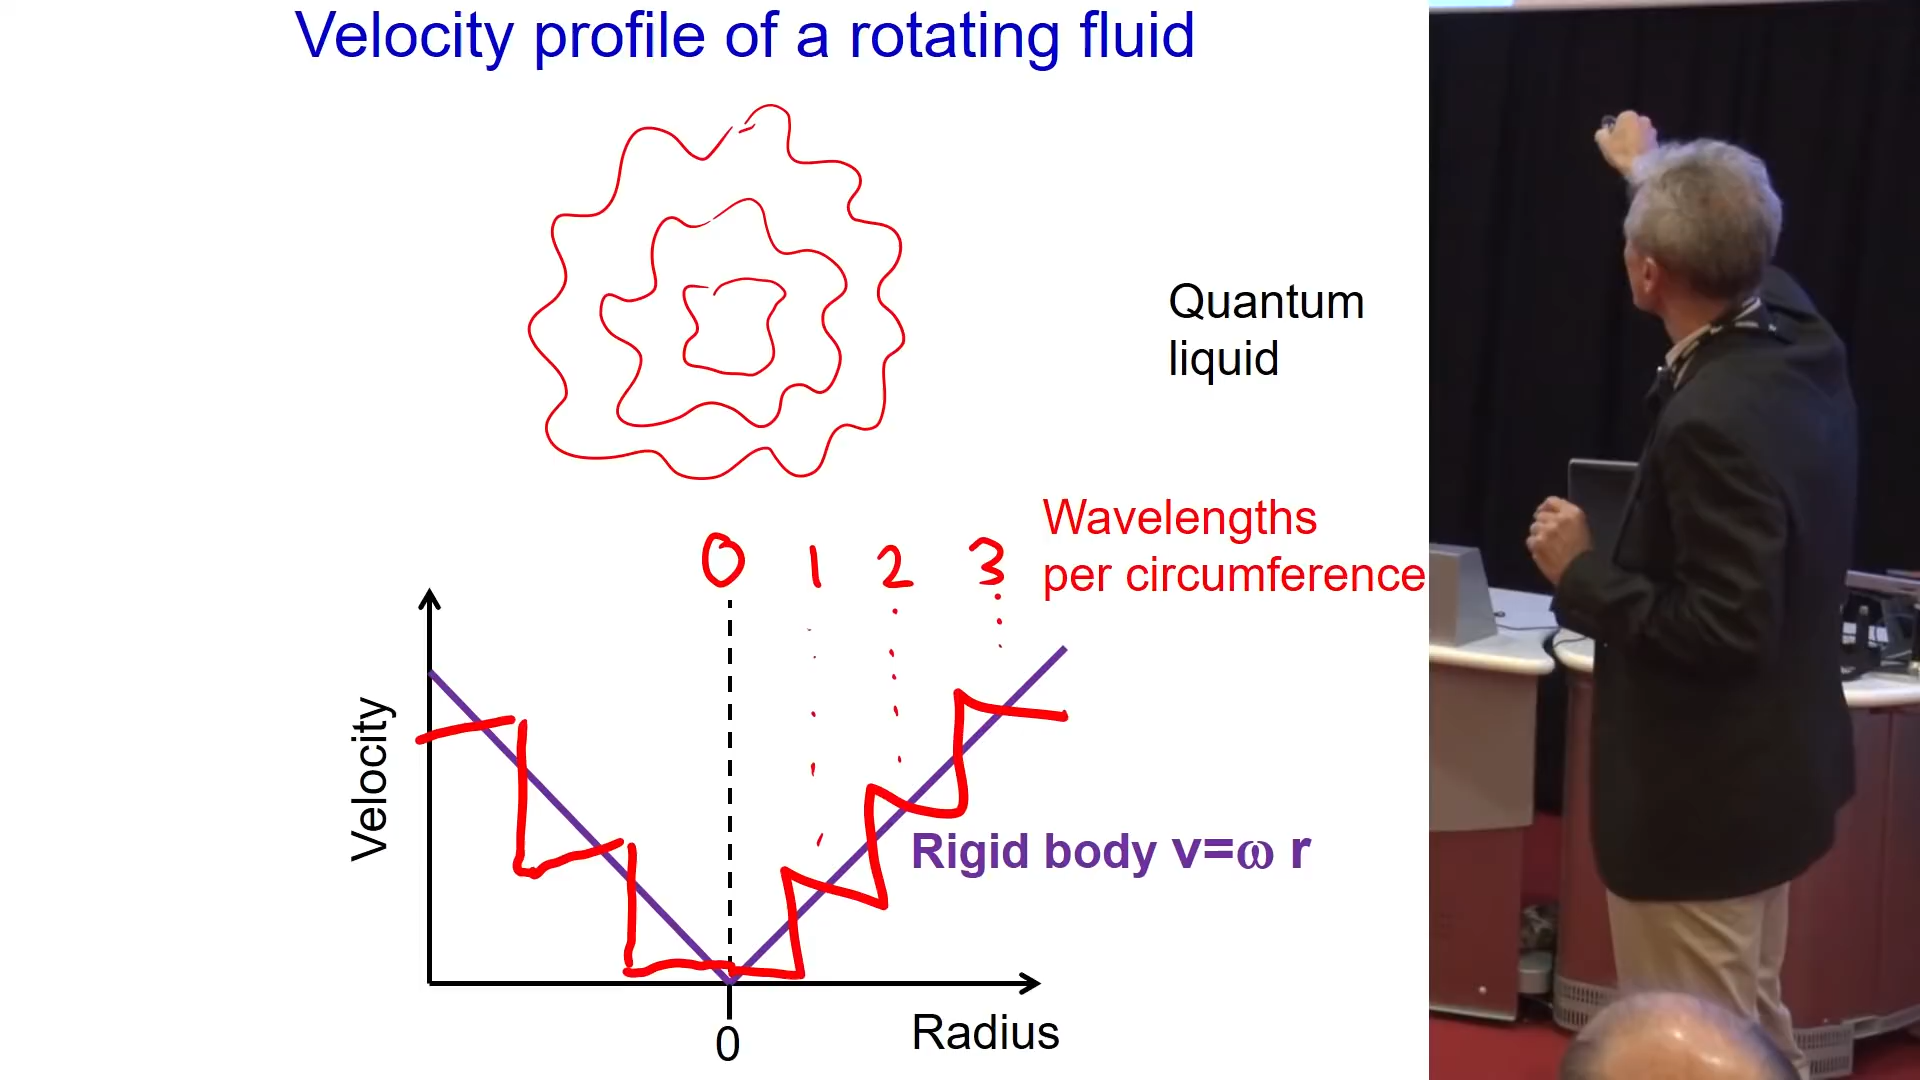 Velocity profile of a rotating fluid
Quantum
liquid
Wavelengths
per circumference
0 1 2 3
Velocity
Rigid body v=ω r
Radius
0